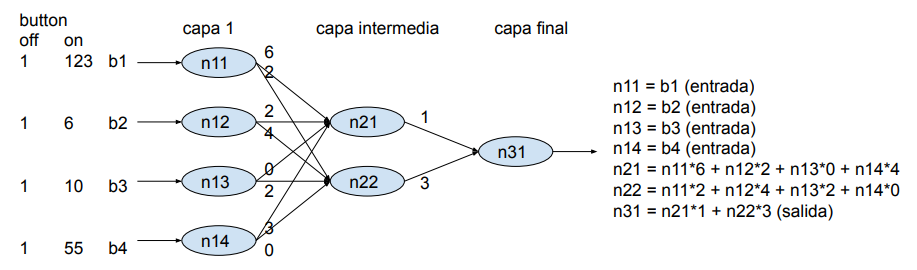 button
off on
capa 1 capa intermedia capa final
1 123 b1 n11 6
2
1 6 b2 n12 2
4
n21 1
1 10 b3 n13 0
2
n22 3
n31
1 55 b4 n14 3
0
n11 = b1 (entrada)
n12 = b2 (entrada)
n13 = b3 (entrada)
n14 = b4 (entrada)
n21 = n11*6 + n12*2 + n13*0 + n14*4
n22 = n11*2 + n12*4 + n13*2 + n14*0
n31 = n21*1 + n22*3 (salida)